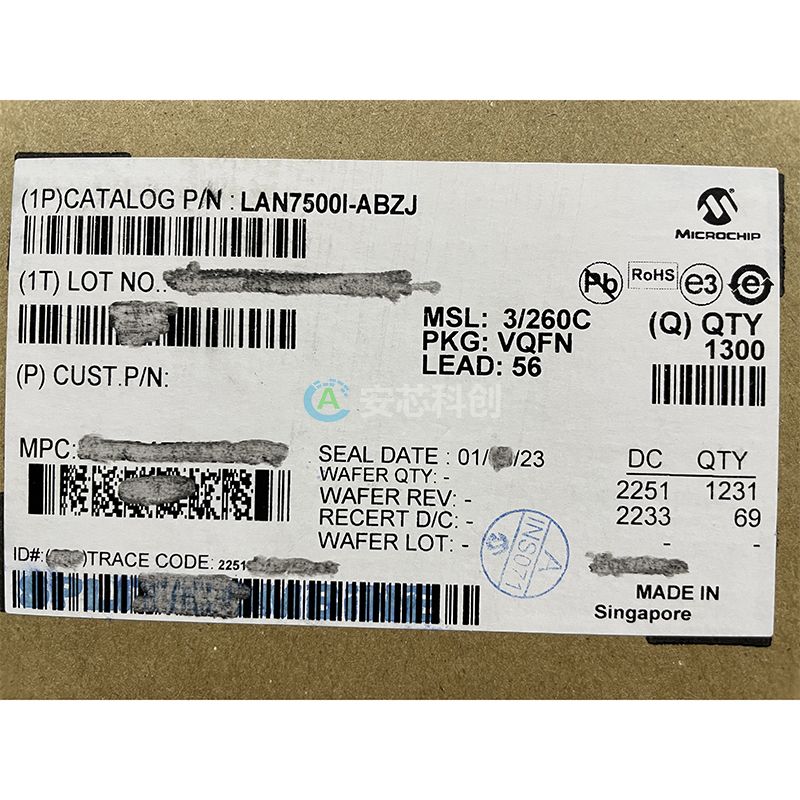 (1P)CATALOG P/N : LAN7500I-ABZJ
MICROCHIP
(1T) LOT NO.:
Pb
RoHS
e3
e
MSL: 3/260C
PKG: VQFN
LEAD: 56
(Q) QTY
1300
(P) CUST.P/N:
安芯科创
MPC:
SEAL DATE : 01/ /23
WAFER QTY: -
WAFER REV: -
RECERT D/C: -
WAFER LOT: -
DC QTY
2251 1231
2233 69
- -
A
INS071
ID#:( )TRACE CODE: 2251
MADE IN
Singapore